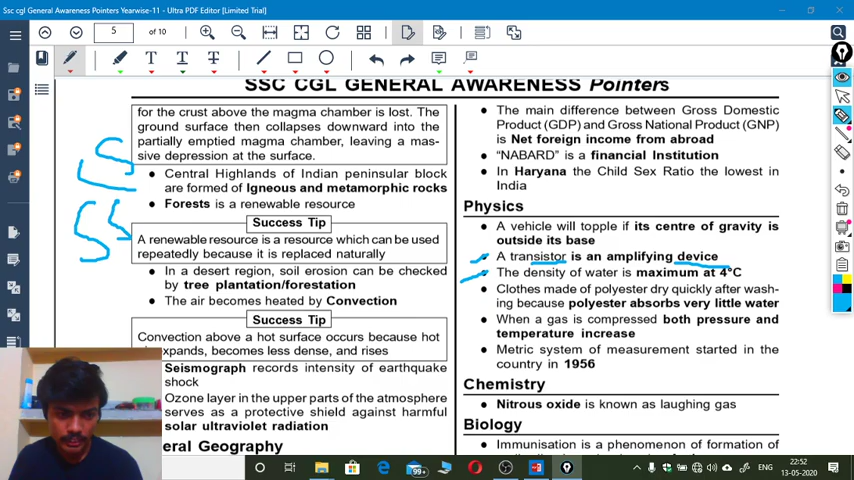 Ssc cgl General Awareness Pointers Yearwise-11 - Ultra PDF Editor [Limited Trial]
5 of 10
SSC CGL GENERAL AWARENESS Pointers
for the crust above the magma chamber is lost. The
ground surface then collapses downward into the
partially emptied magma chamber, leaving a mas-
sive depression at the surface.
Central Highlands of Indian peninsular block
are formed of Igneous and metamorphic rocks
Forests is a renewable resource
Success Tip
A renewable resource is a resource which can be used
repeatedly because it is replaced naturally
In a desert region, soil erosion can be checked
by tree plantation/forestation
The air becomes heated by Convection
Success Tip
Convection above a hot surface occurs because hot
expands, becomes less dense, and rises
Seismograph records intensity of earthquake
shock
Ozone layer in the upper parts of the atmosphere
serves as a protective shield against harmful
solar ultraviolet radiation
eral Geography
The main difference between Gross Domestic
Product (GDP) and Gross National Product (GNP)
is Net foreign income from abroad
“NABARD” is a financial Institution
In Haryana the Child Sex Ratio the lowest in
India
Physics
A vehicle will topple if its centre of gravity is
outside its base
A transistor is an amplifying device
The density of water is maximum at 4°C
Clothes made of polyester dry quickly after wash-
ing because polyester absorbs very little water
When a gas is compressed both pressure and
temperature increase
Metric system of measurement started in the
country in 1956
Chemistry
Nitrous oxide is known as laughing gas
Biology
Immunisation is a phenomenon of formation of
99+
ENG
22:52
13-05-2020